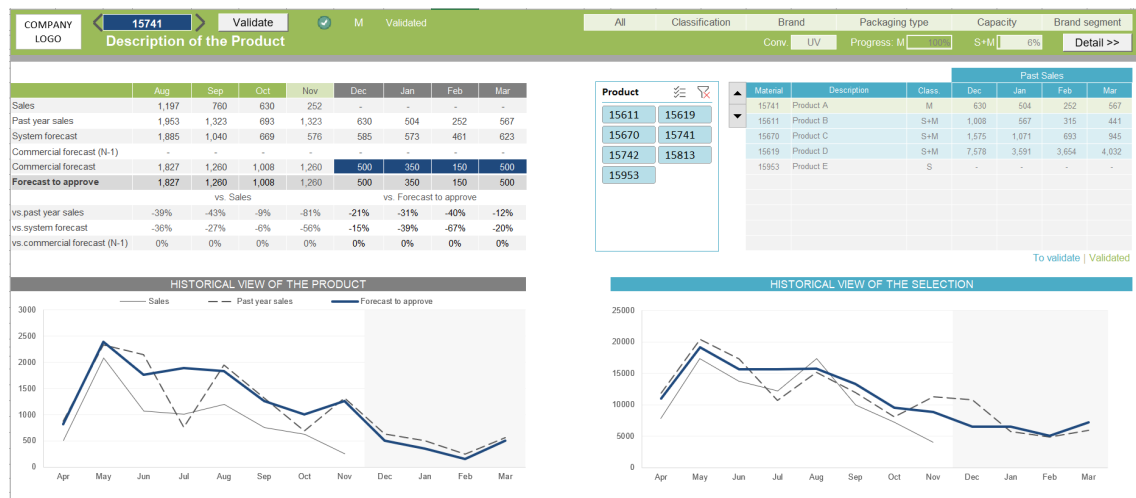 COMPANY LOGO
15741 Validate M Validated
Description of the Product
All Classification Brand Packaging type Capacity Brand segment
Conv. UV Progress: M 100% S+M 6% Detail >>
Aug Sep Oct Nov Dec Jan Feb Mar
Sales 1,197 760 630 252 - - - -
Past year sales 1,953 1,323 693 1,323 630 504 252 567
System forecast 1,885 1,040 669 576 585 573 461 623
Commercial forecast (N-1) - - - - - - - -
Commercial forecast 1,827 1,260 1,008 1,260 500 350 150 500
Forecast to approve 1,827 1,260 1,008 1,260 500 350 150 500
vs. Sales vs. Forecast to approve
vs.past year sales -39% -43% -9% -81% -21% -31% -40% -12%
vs.system forecast -36% -27% -6% -56% -15% -39% -67% -20%
vs.commercial forecast (N-1) 0% 0% 0% 0% 0% 0% 0% 0%
Product
15611 15619
15670 15741
15742 15813
15953
Past Sales
Material Description Class. Dec Jan Feb Mar
15741 Product A M 630 504 252 567
15611 Product B S+M 1,008 567 315 441
15670 Product C S+M 1,575 1,071 693 945
15619 Product D S+M 7,578 3,591 3,654 4,032
15953 Product E S - - - -
To validate | Validated
HISTORICAL VIEW OF THE PRODUCT
Sales Past year sales Forecast to approve
3000
2500
2000
1500
1000
500
0
Apr May Jun Jul Aug Sep Oct Nov Dec Jan Feb Mar
HISTORICAL VIEW OF THE SELECTION
25000
20000
15000
10000
5000
0
Apr May Jun Jul Aug Sep Oct Nov Dec Jan Feb Mar